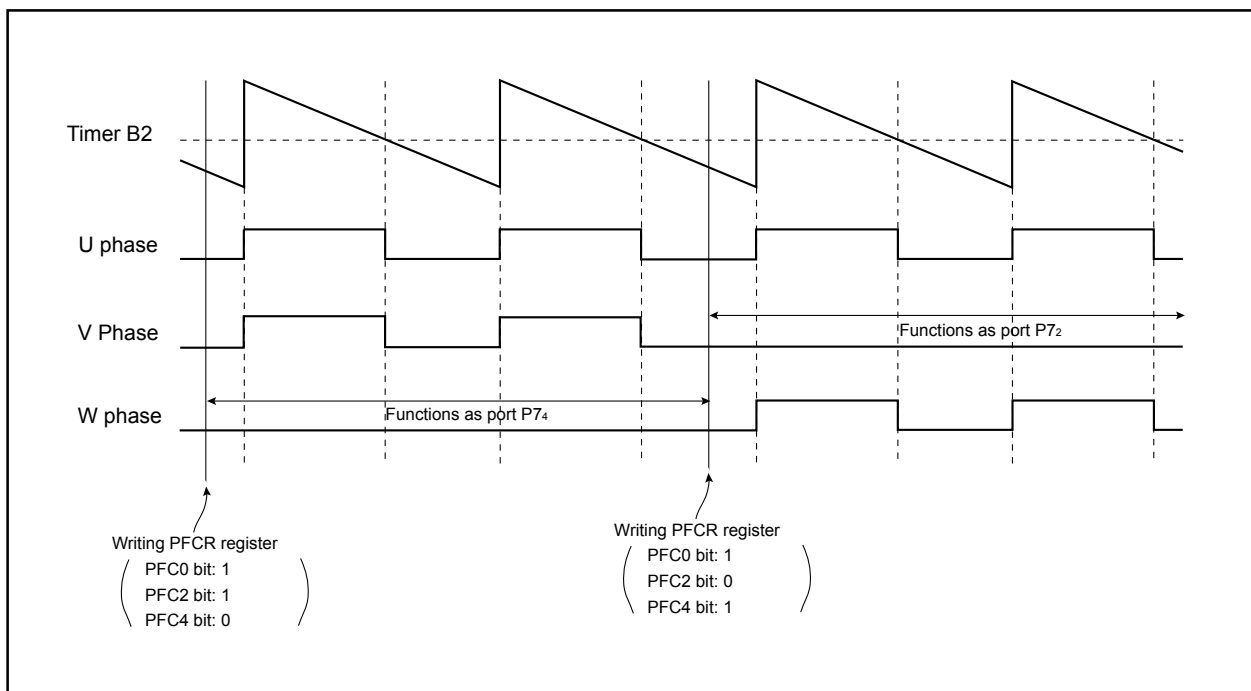 Timer B2
U phase
V Phase
Functions as port P72
W phase
Functions as port P74
Writing PFCR register
PFC0 bit: 1
PFC2 bit: 1
PFC4 bit: 0
Writing PFCR register
PFC0 bit: 1
PFC2 bit: 0
PFC4 bit: 1